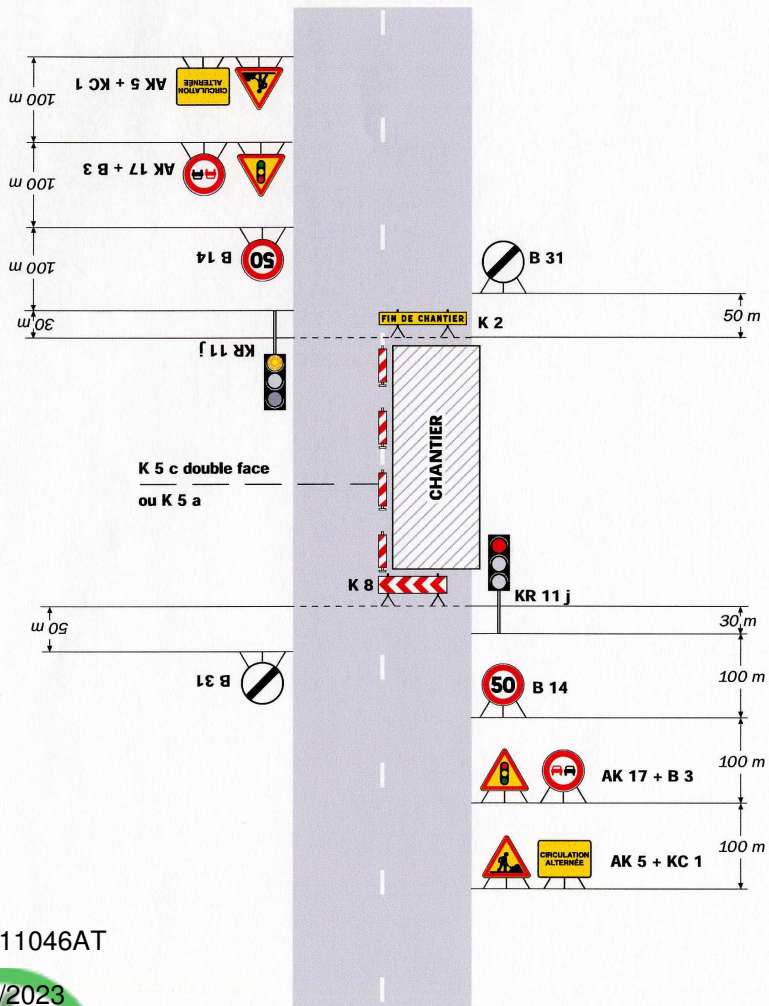 100 m
AK 5 + KC 1
CIRCULATION
ALTERNÉE
100 m
AK 17 + B 3
100 m
B 14
50
B 31
30 m
KR 11 j
FIN DE CHANTIER
K 2
50 m
K 5 c double face
ou K 5 a
CHANTIER
K 8
KR 11 j
50 m
30 m
B 31
50
B 14
100 m
AK 17 + B 3
100 m
CIRCULATION
ALTERNÉE
AK 5 + KC 1
100 m
11046AT
/2023